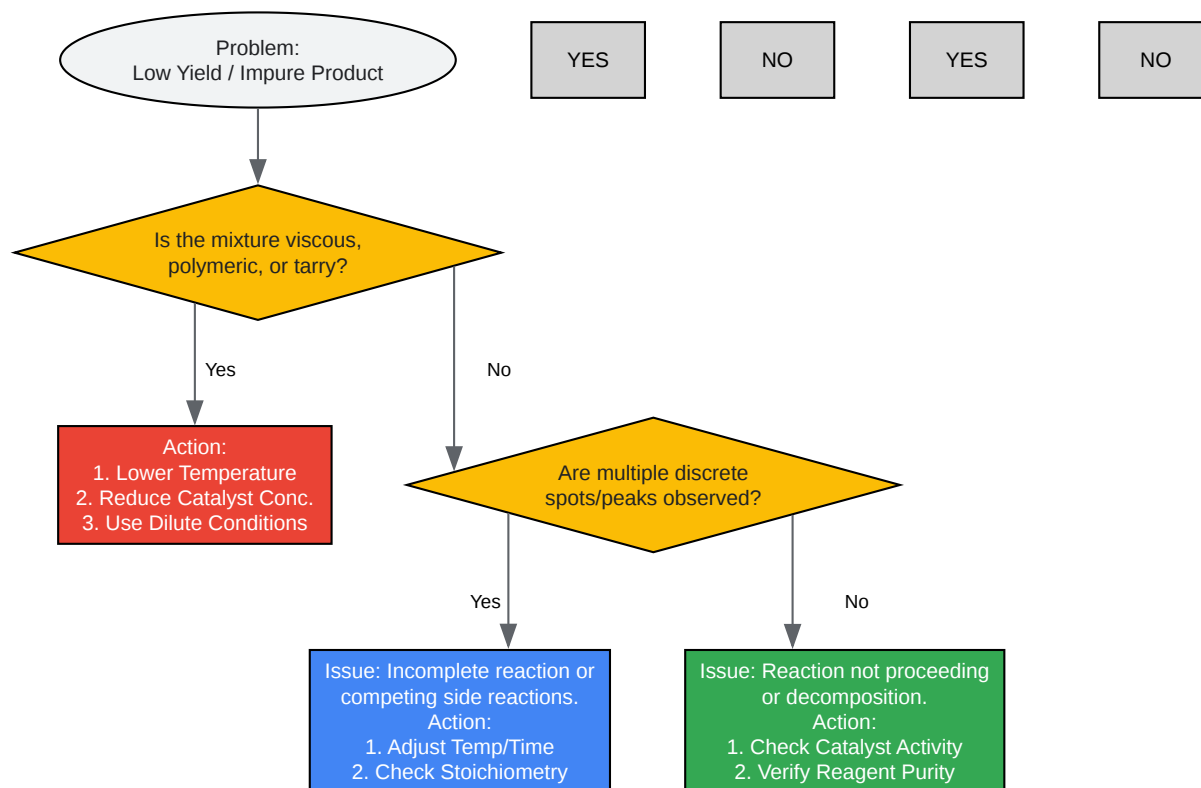 Problem:
Low Yield / Impure Product
YES
NO
YES
NO
Is the mixture viscous,
polymeric, or tarry?
Yes
No
Action:
1. Lower Temperature
2. Reduce Catalyst Conc.
3. Use Dilute Conditions
Are multiple discrete
spots/peaks observed?
Yes
No
Issue: Incomplete reaction or
competing side reactions.
Action:
1. Adjust Temp/Time
2. Check Stoichiometry
Issue: Reaction not proceeding
or decomposition.
Action:
1. Check Catalyst Activity
2. Verify Reagent Purity